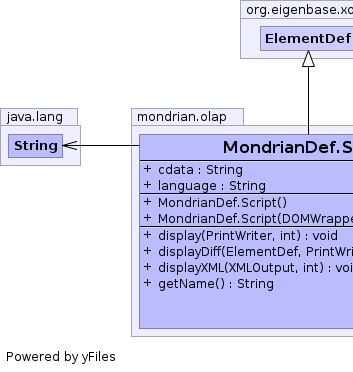 org.eigenbase.xo
ElementDef
java.lang
mondrian.olap
String
MondrianDef.S
+ cdata : String
+ language : String
+ MondrianDef.Script()
+ MondrianDef.Script(DOMWrappe
+ display(PrintWriter, int) : void
+ displayDiff(ElementDef, PrintWri
+ displayXML(XMLOutput, int) : voi
+ getName() : String
Powered by yFiles